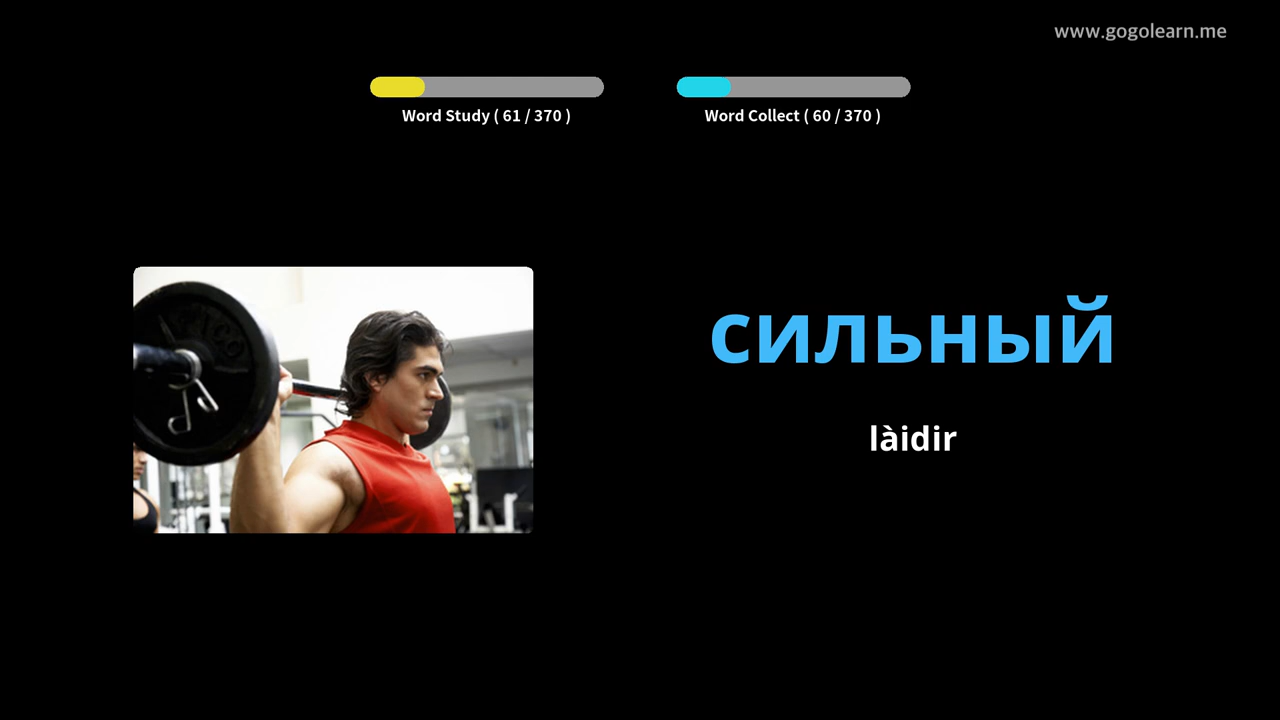 www.gogolearn.me
Word Study ( 61 / 370 )
Word Collect ( 60 / 370 )
сильный
làidir